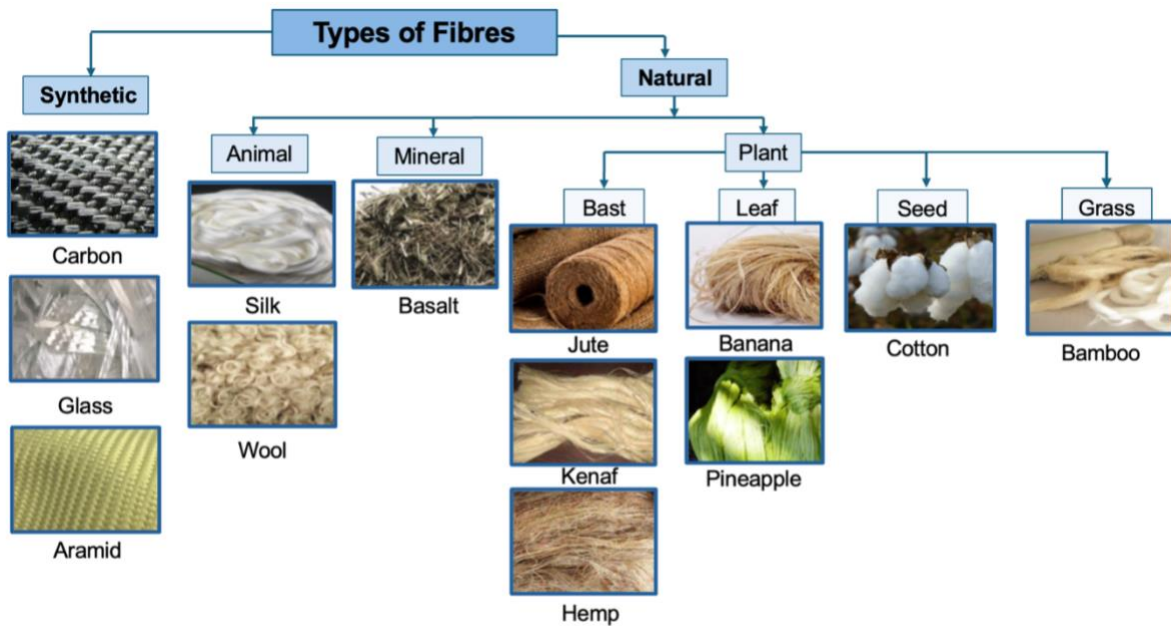 Types of Fibres
Synthetic
Natural
Animal
Mineral
Plant
Bast
Leaf
Seed
Grass
Carbon
Silk
Basalt
Jute
Banana
Cotton
Bamboo
Glass
Wool
Kenaf
Pineapple
Aramid
Hemp